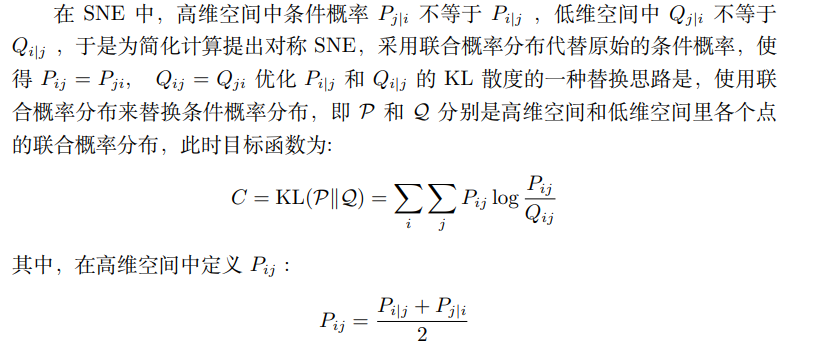 在 SNE 中，高维空间中条件概率 $P_{j|i}$ 不等于 $P_{i|j}$ ，低维空间中 $Q_{j|i}$ 不等于
$Q_{i|j}$ ，于是为简化计算提出对称 SNE，采用联合概率分布代替原始的条件概率，使
得 $P_{ij} = P_{ji}$， $Q_{ij} = Q_{ji}$ 优化 $P_{i|j}$ 和 $Q_{i|j}$ 的 KL 散度的一种替换思路是，使用联
合概率分布来替换条件概率分布，即 $\mathcal{P}$ 和 $\mathcal{Q}$ 分别是高维空间和低维空间里各个点
的联合概率分布，此时目标函数为:
$C = \mathrm{KL}(\mathcal{P} \| \mathcal{Q}) = \sum_{i} \sum_{j} P_{ij} \log \frac{P_{ij}}{Q_{ij}}$
其中，在高维空间中定义 $P_{ij}$ :
$P_{ij} = \frac{P_{i|j} + P_{j|i}}{2}$